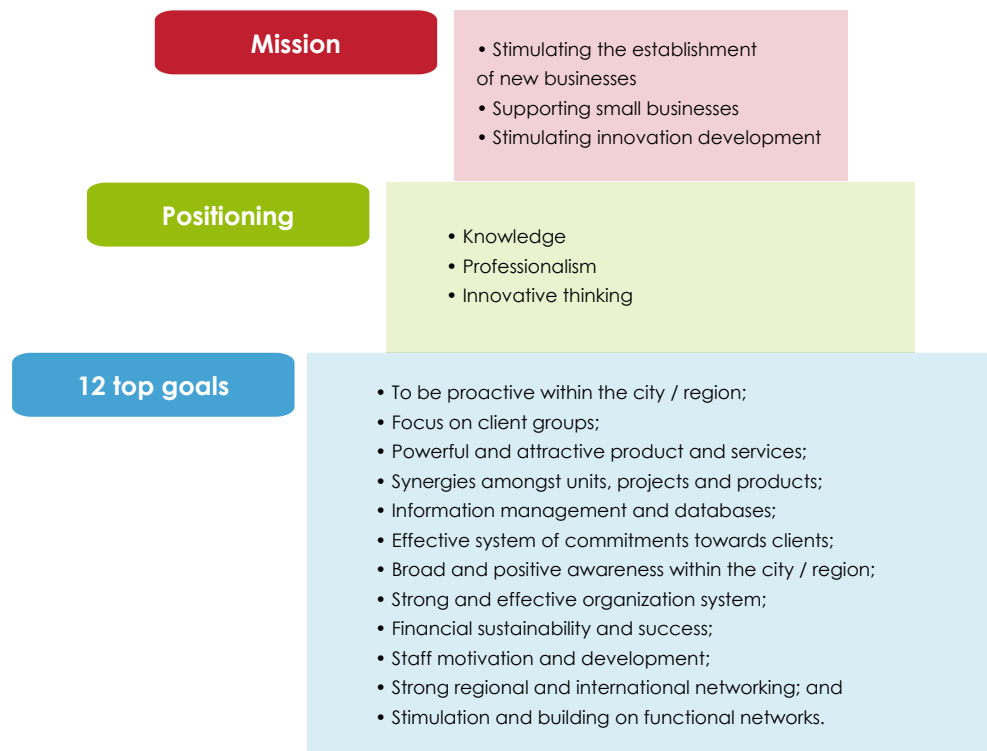 Mission
• Stimulating the establishment
of new businesses
• Supporting small businesses
• Stimulating innovation development
Positioning
• Knowledge
• Professionalism
• Innovative thinking
12 top goals
• To be proactive within the city / region;
• Focus on client groups;
• Powerful and attractive product and services;
• Synergies amongst units, projects and products;
• Information management and databases;
• Effective system of commitments towards clients;
• Broad and positive awareness within the city / region;
• Strong and effective organization system;
• Financial sustainability and success;
• Staff motivation and development;
• Strong regional and international networking; and
• Stimulation and building on functional networks.